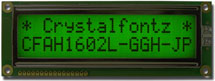 * Crystalfontz *
CFAH1602L-GGH-JP